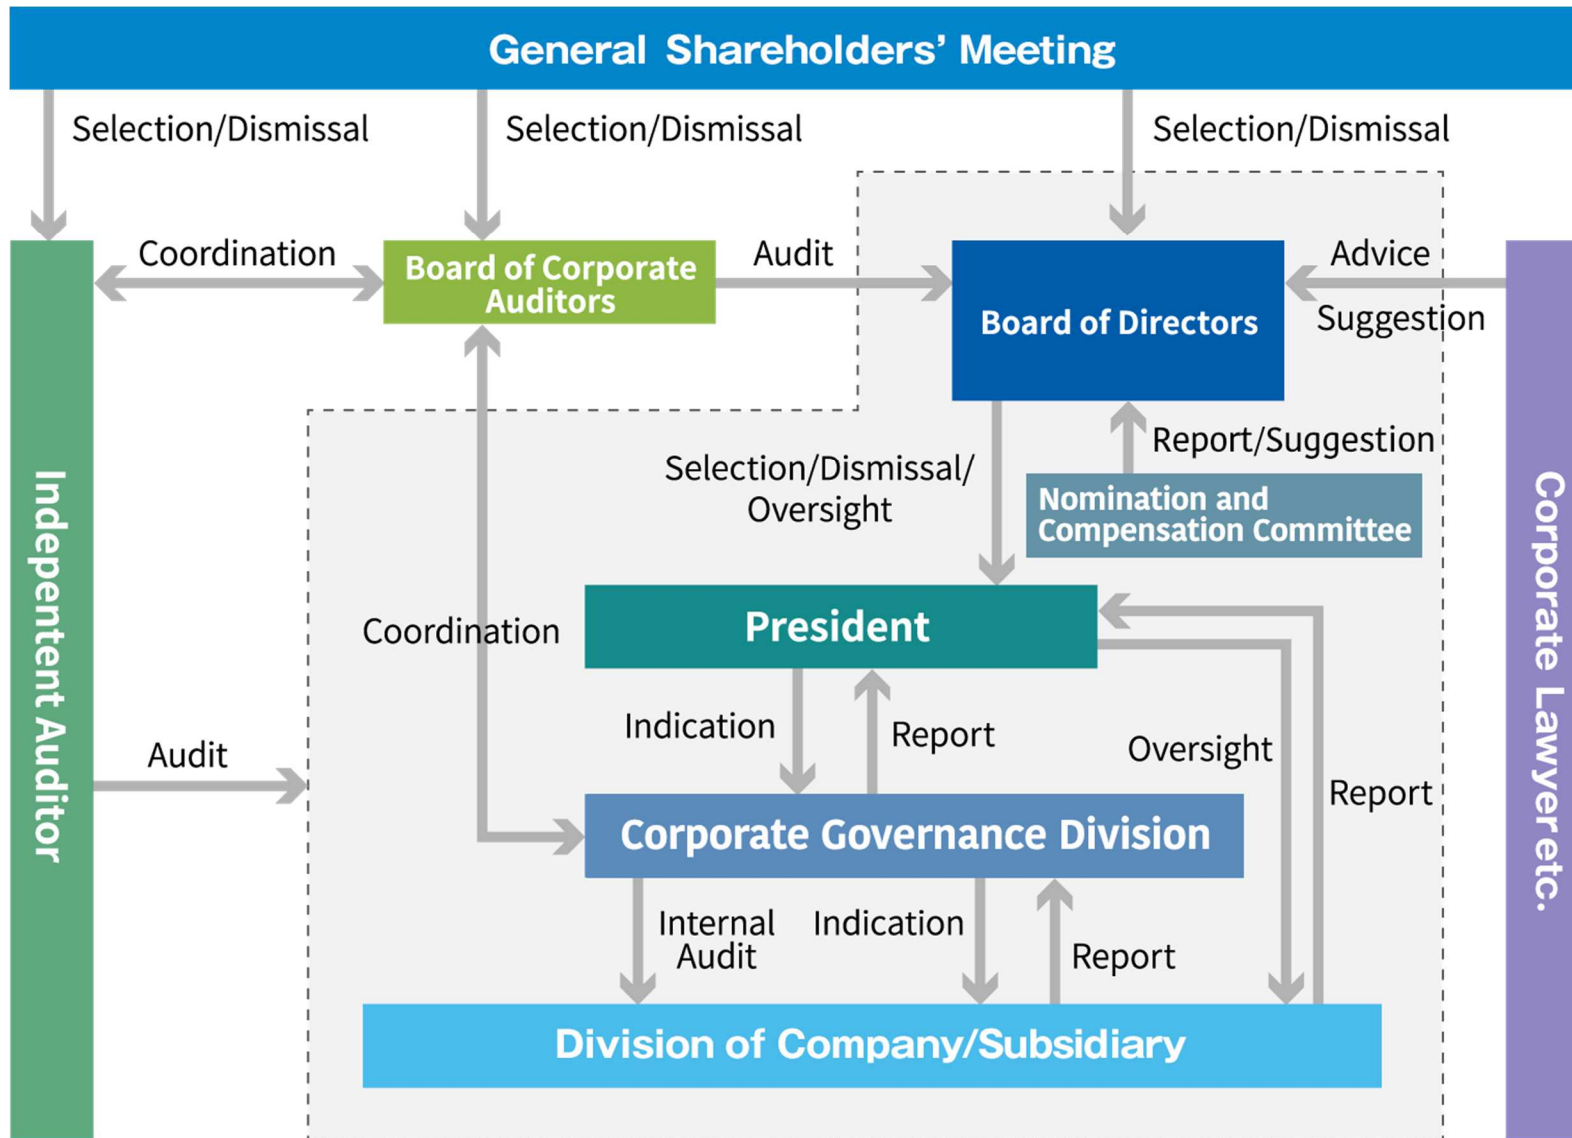 General Shareholders' Meeting
Selection/Dismissal
Selection/Dismissal
Selection/Dismissal
Coordination
Board of Corporate
Auditors
Audit
Board of Directors
Advice
Suggestion
Report/Suggestion
Selection/Dismissal/
Oversight
Nomination and
Compensation Committee
Indepentent Auditor
Corporate Lawyer etc.
President
Coordination
Indication
Report
Oversight
Report
Audit
Corporate Governance Division
Internal
Audit
Indication
Report
Division of Company/Subsidiary